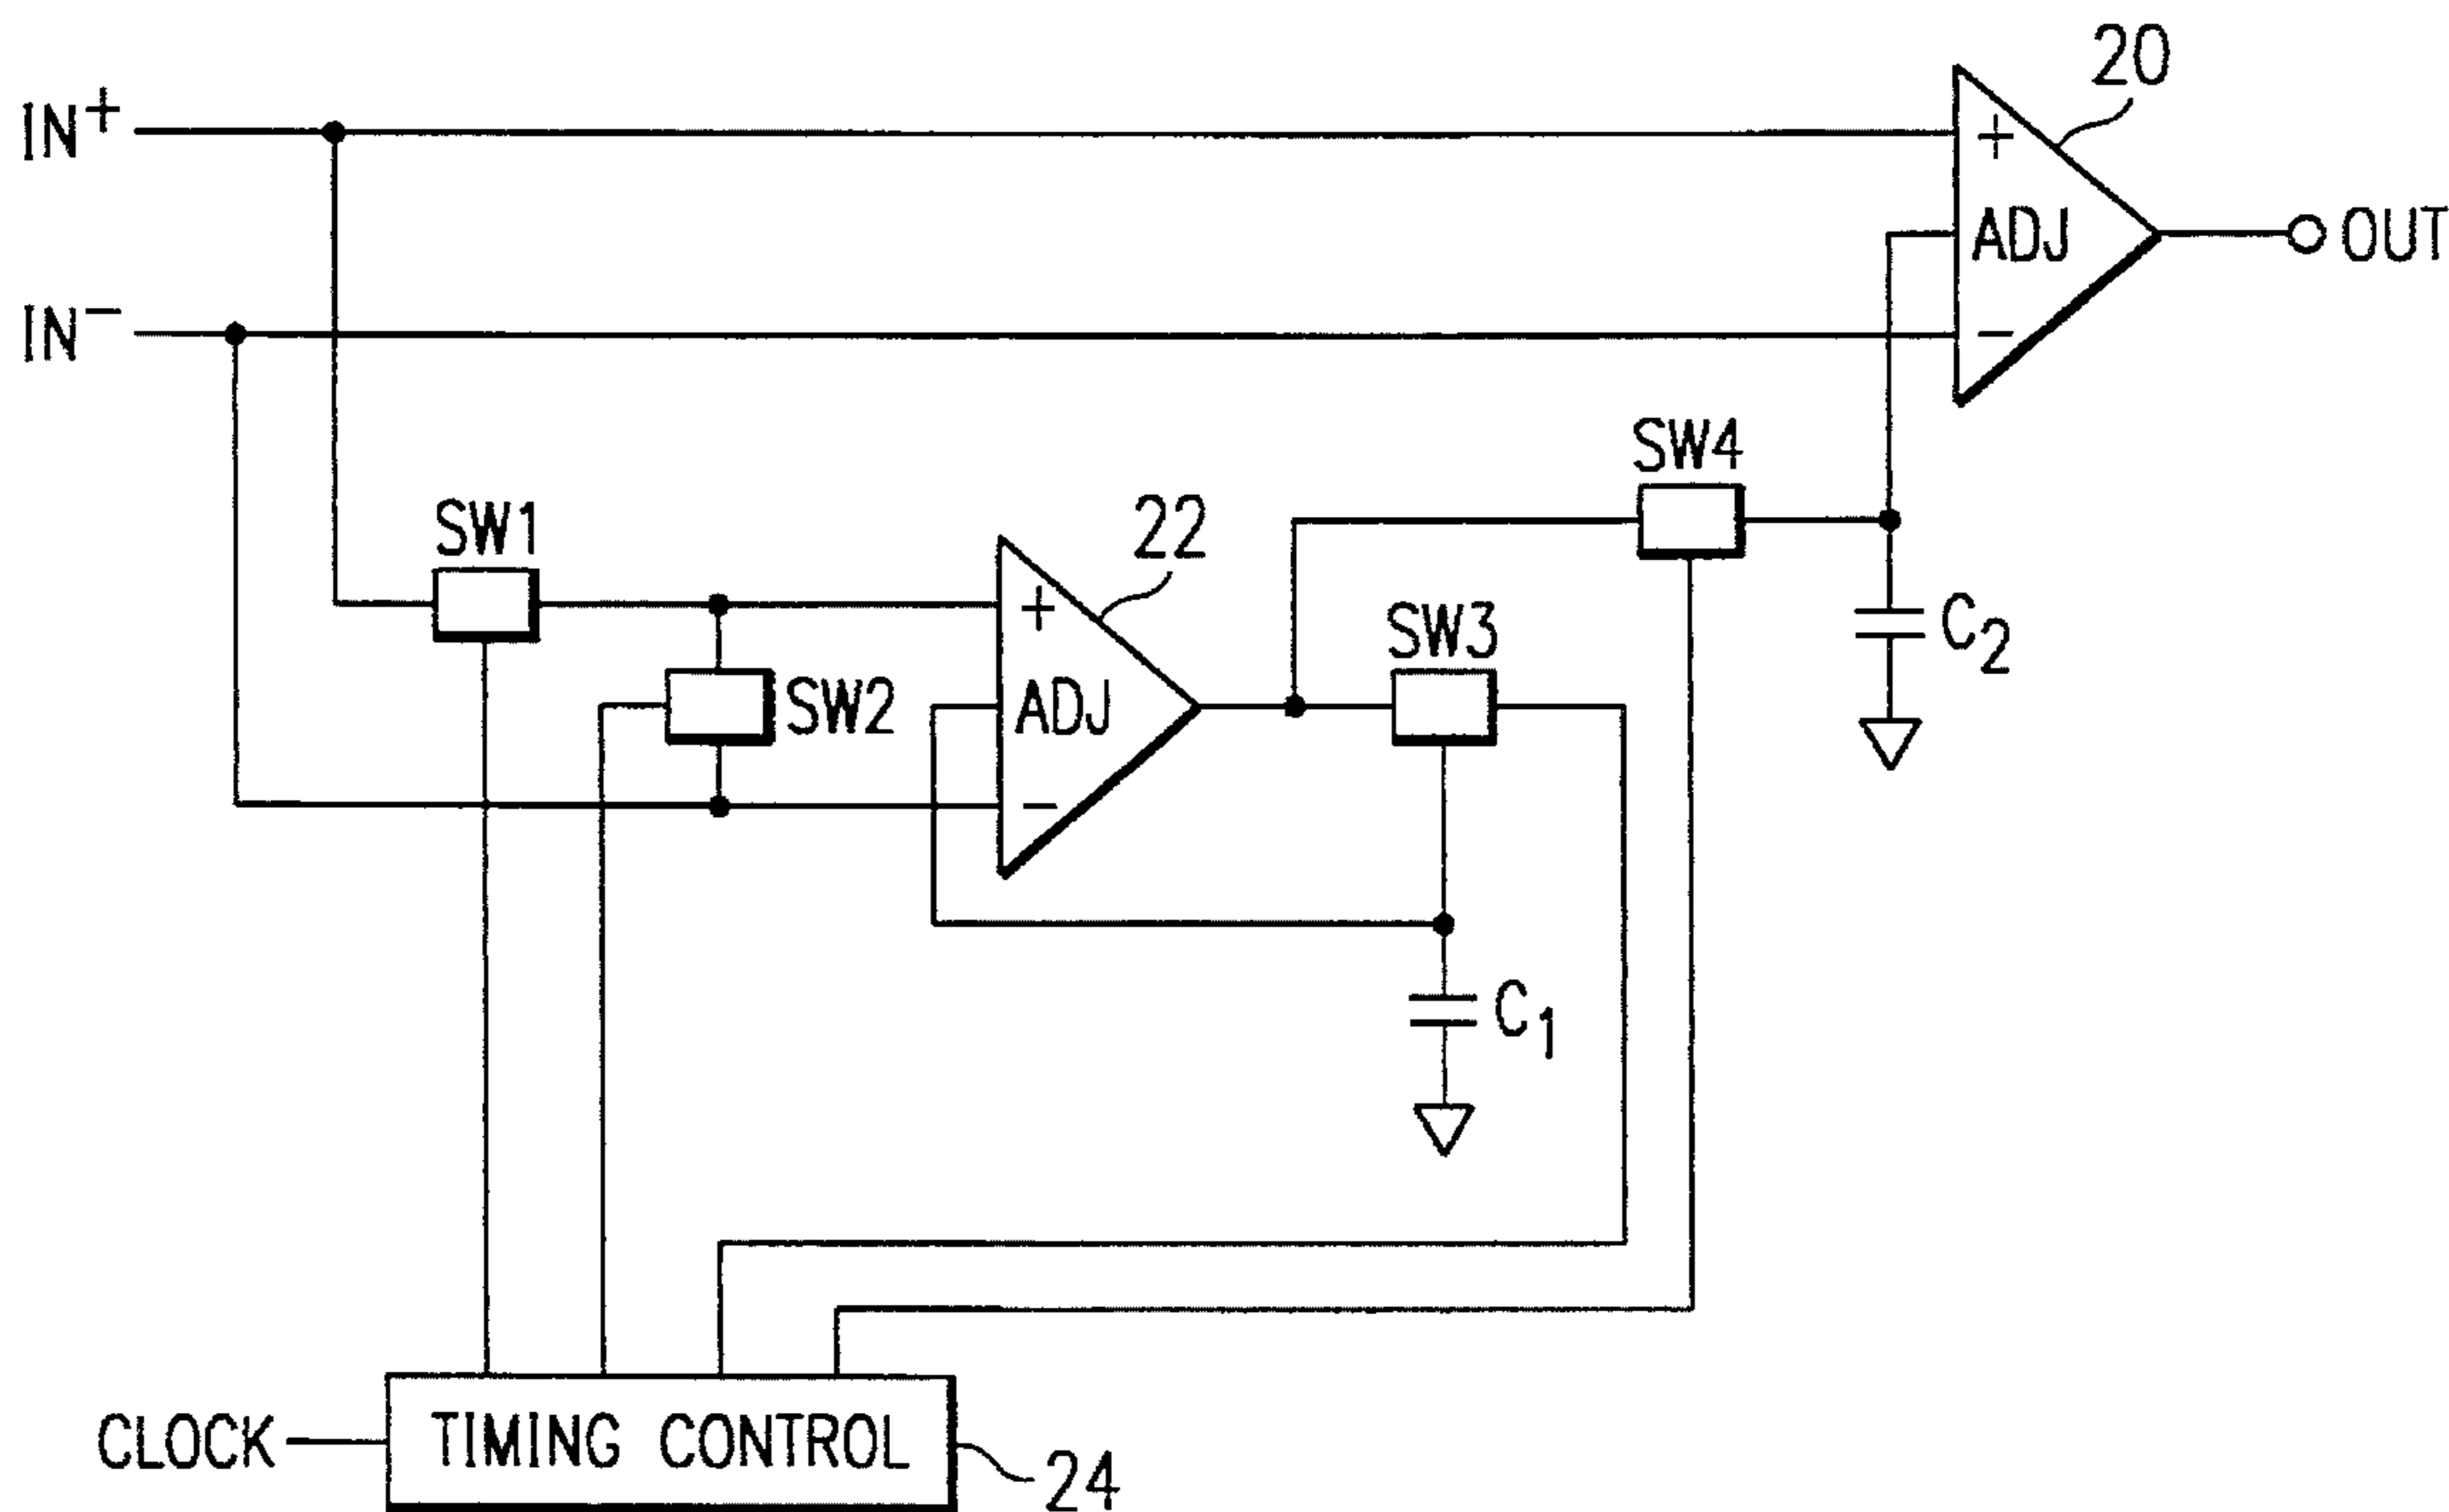 20
IN+
+
ADJ
OUT
IN−
−
SW4
SW1
22
C2
+
SW3
SW2
ADJ
−
C1
CLOCK
TIMING CONTROL
24